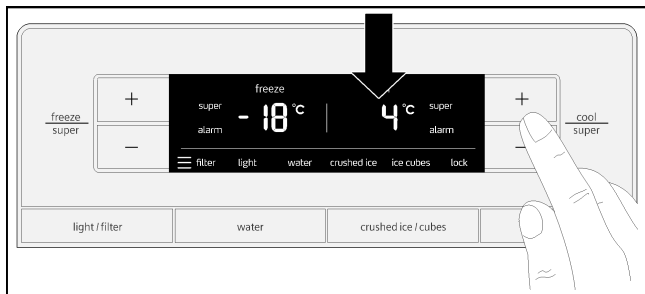 freeze
super
+
−
freeze
super
alarm
- 18 °C
4 °C
super
alarm
filter light water crushed ice ice cubes lock
+
−
cool
super
light / filter
water
crushed ice / cubes